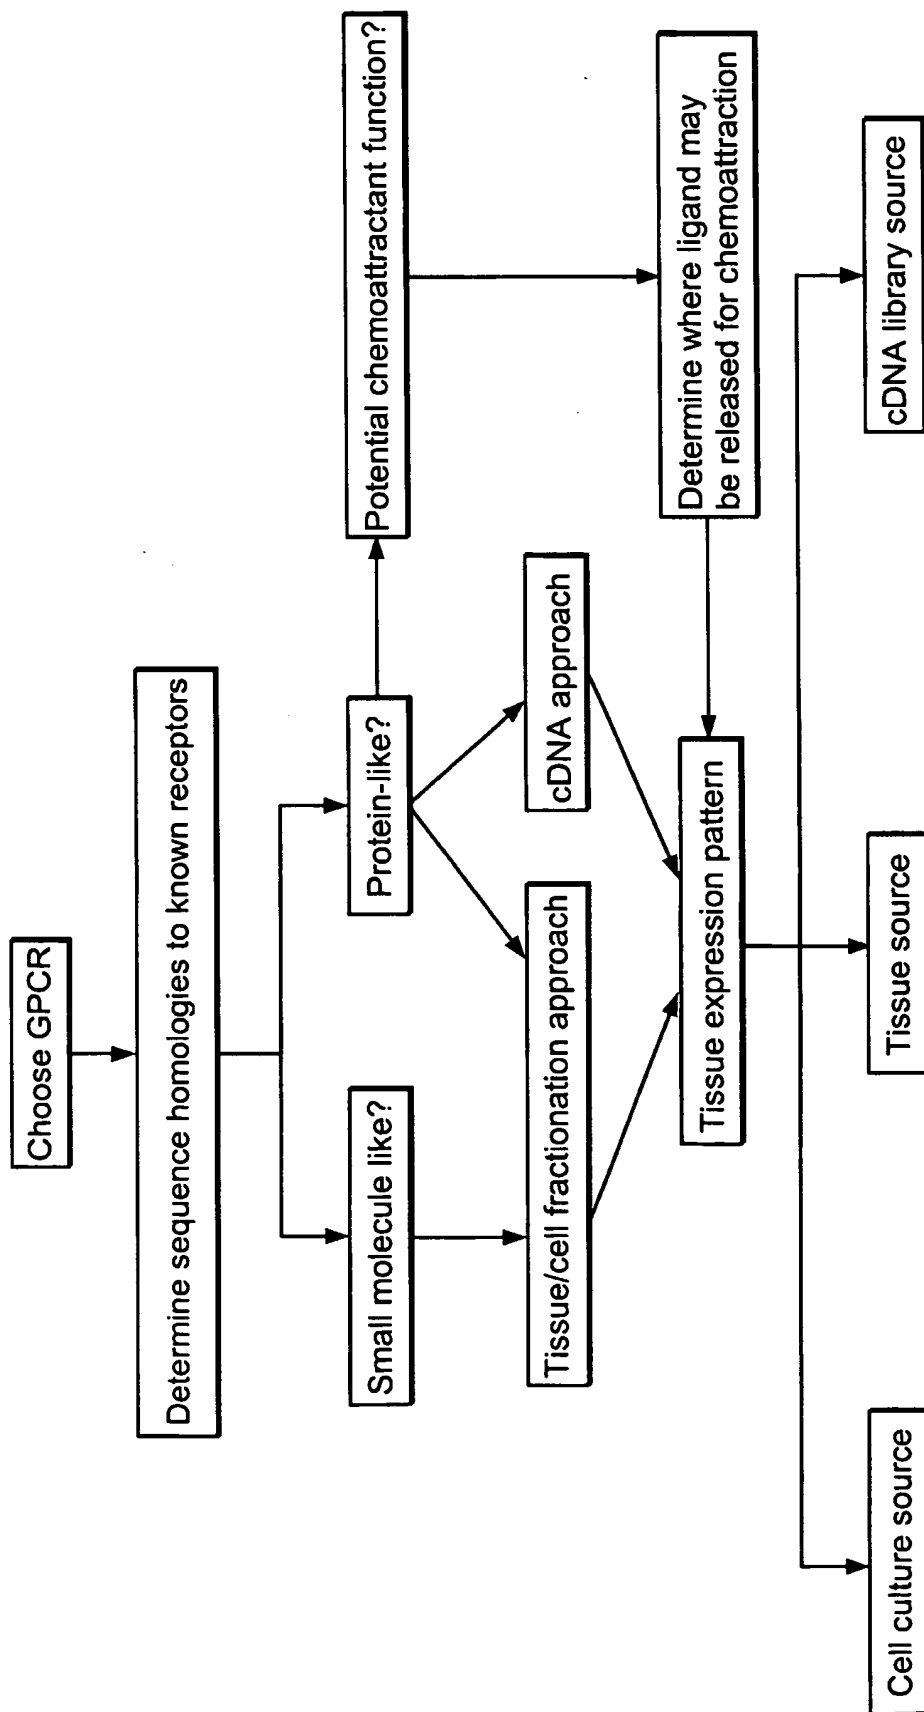 Choose GPCR
Determine sequence homologies to known receptors
Small molecule like?
Protein-like?
Potential chemoattractant function?
Tissue/cell fractionation approach
cDNA approach
Determine where ligand may
be released for chemoattraction
Tissue expression pattern
Cell culture source
Tissue source
cDNA library source